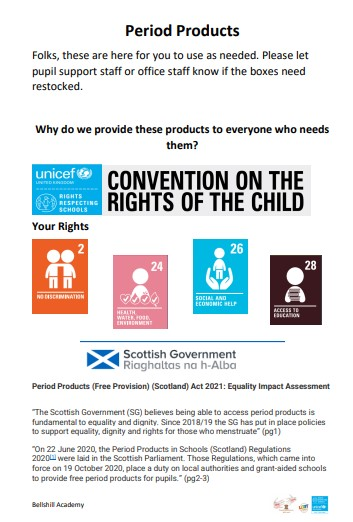 Period Products
Folks, these are here for you to use as needed. Please let
pupil support staff or office staff know if the boxes need
restocked.
Why do we provide these products to everyone who needs
them?
unicef
UNITED KINGDOM
RIGHTS
RESPECTING
SCHOOLS
CONVENTION ON THE
RIGHTS OF THE CHILD
Your Rights
2
NO DISCRIMINATION
24
HEALTH,
WATER, FOOD,
ENVIRONMENT
26
SOCIAL AND
ECONOMIC HELP
28
ACCESS TO
EDUCATION
Scottish Government
Riaghaltas na h-Alba
Period Products (Free Provision) (Scotland) Act 2021: Equality Impact Assessment
"The Scottish Government (SG) believes being able to access period products is
fundamental to equality and dignity. Since 2018/19 the SG has put in place policies
to support equality, dignity and rights for those who menstruate" (pg1)
"On 22 June 2020, the Period Products in Schools (Scotland) Regulations
2020[1] were laid in the Scottish Parliament. Those Regulations, which came into
force on 19 October 2020, place a duty on local authorities and grant-aided schools
to provide free period products for pupils." (pg2-3)
Bellshill Academy